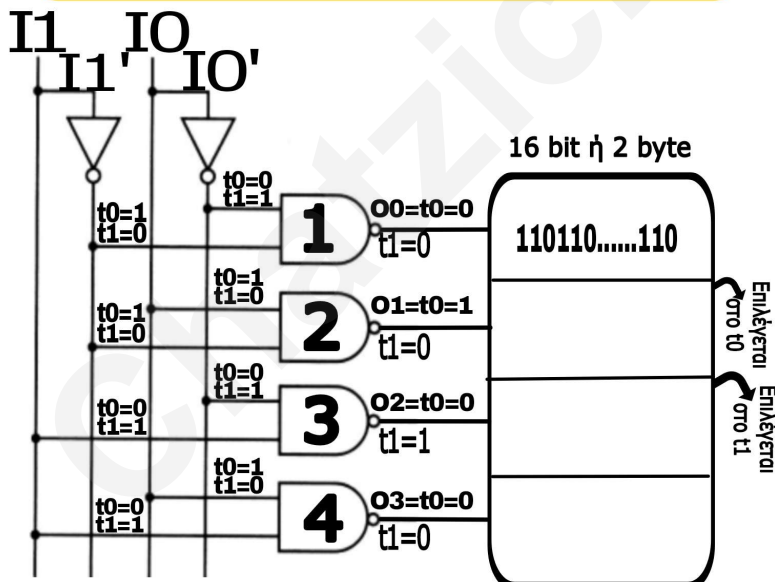 I1 I0
I1' I0'
16 bit ή 2 byte
t0=0
t1=1
t0=1
t1=0
1
O0=t0=0
t1=0
110110......110
t0=1
t1=0
t0=1
t1=0
2
O1=t0=1
t1=0
Επιλέγεται
στο t0
t0=0
t1=1
t0=0
t1=1
3
O2=t0=0
t1=1
Επιλέγεται
στο t1
t0=1
t1=0
t0=0
t1=1
4
O3=t0=0
t1=0
Chatzic